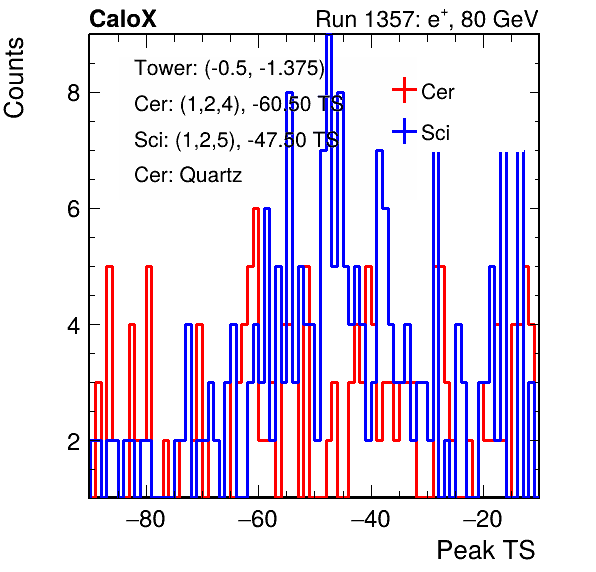 CaloX Run 1357: e⁺, 80 GeV
Counts
Tower: (-0.5, -1.375)
Cer: (1,2,4), -60.50 TS
Sci: (1,2,5), -47.50 TS
Cer: Quartz
Cer
Sci
8
6
4
2
−80 −60 −40 −20
Peak TS